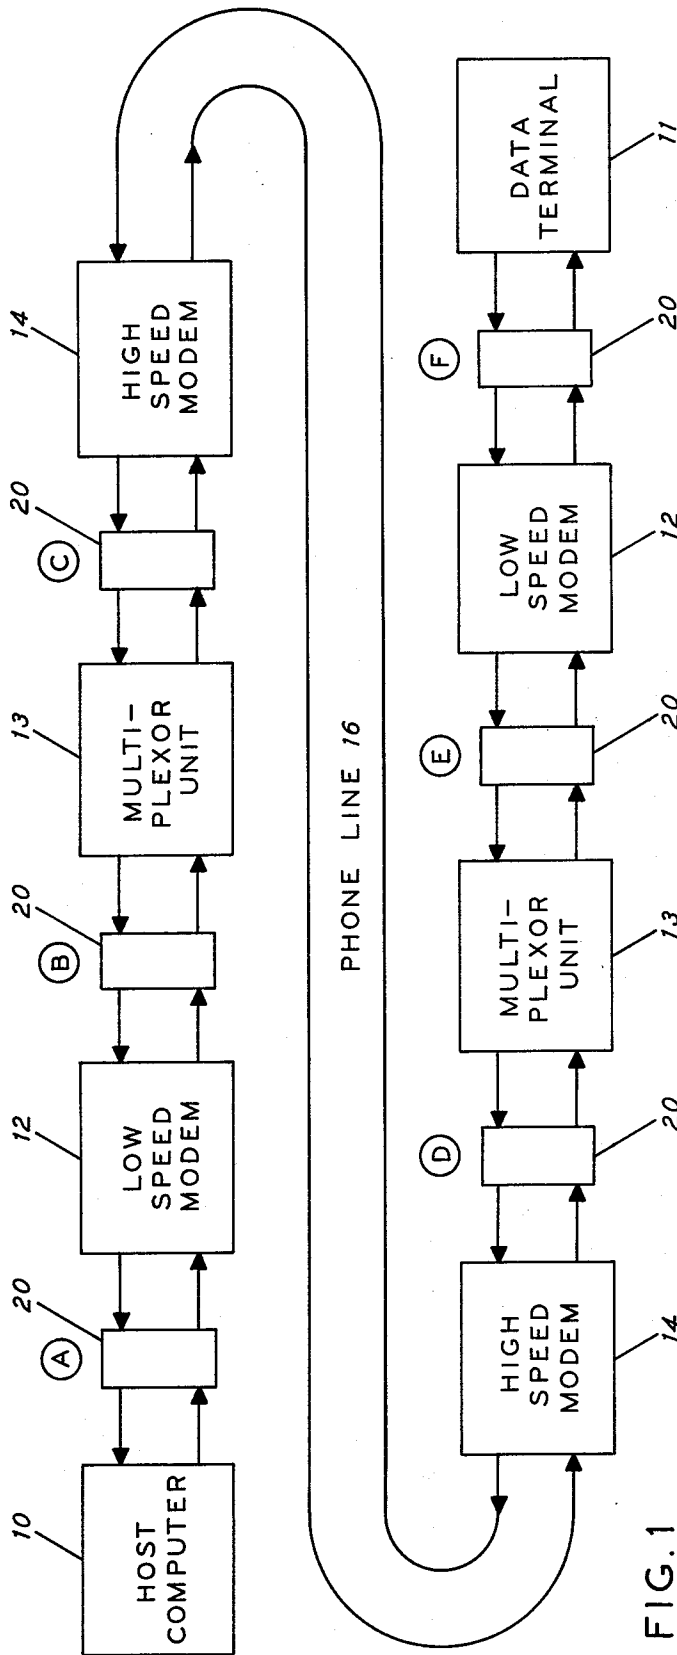 10
HOST
COMPUTER
20
A
12
LOW
SPEED
MODEM
20
B
13
MULTI-
PLEXOR
UNIT
20
C
14
HIGH
SPEED
MODEM
PHONE LINE 16
HIGH
SPEED
MODEM
14
D
20
MULTI-
PLEXOR
UNIT
13
E
20
LOW
SPEED
MODEM
12
F
20
DATA
TERMINAL
11
FIG.1